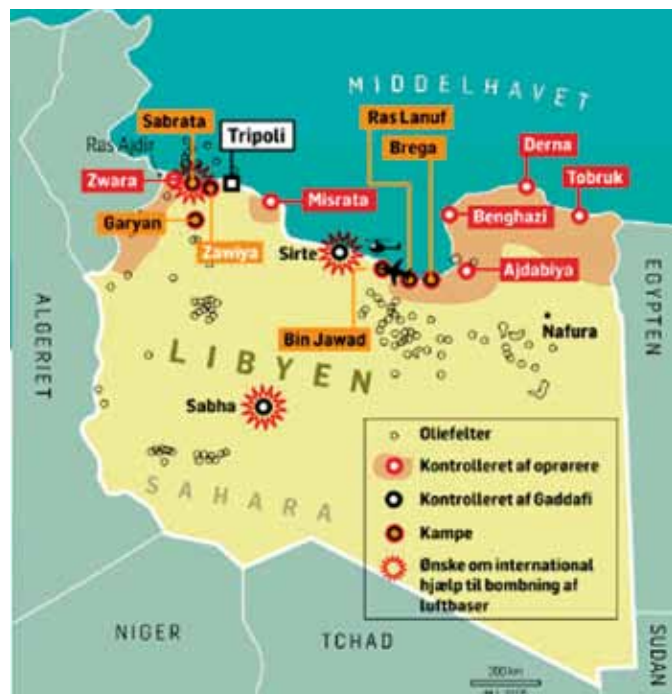 MIDDELHAVET
Sabrata
Ras Lanuf
Tripoli
Brega
Derna
Ras Ajdir
Zwara
Tobruk
Misrata
Benghazi
Garyan
Zawiya
Sirte
Ajdabiya
ALGERIET
EGYPTEN
Bin Jawad
Nafura
LIBYEN
Sabha
SAHARA
Oliefelter
Kontrolleret af oprørere
Kontrolleret af Gaddafi
Kampe
Ønske om international
hjælp til bombning af
luftbaser
NIGER
TCHAD
SUDAN
200 km